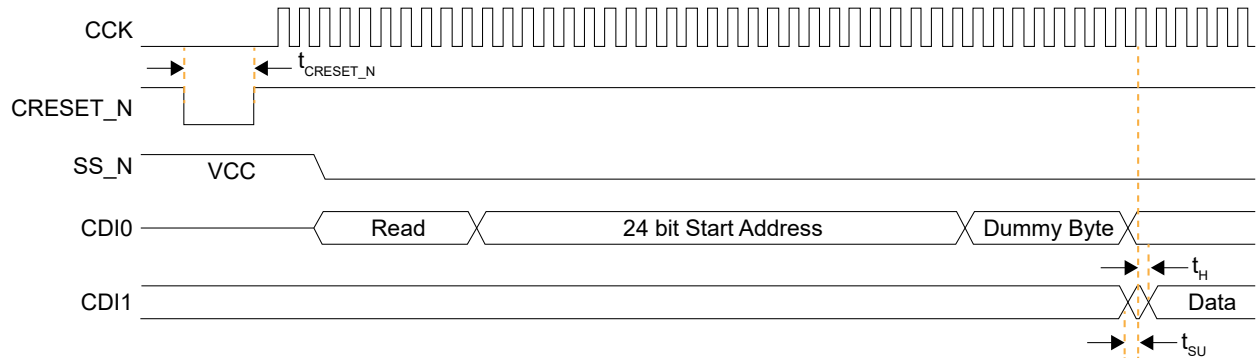 CCK
tCRESET_N
CRESET_N
SS_N
VCC
CDI0
Read
24 bit Start Address
Dummy Byte
tH
CDI1
Data
tSU